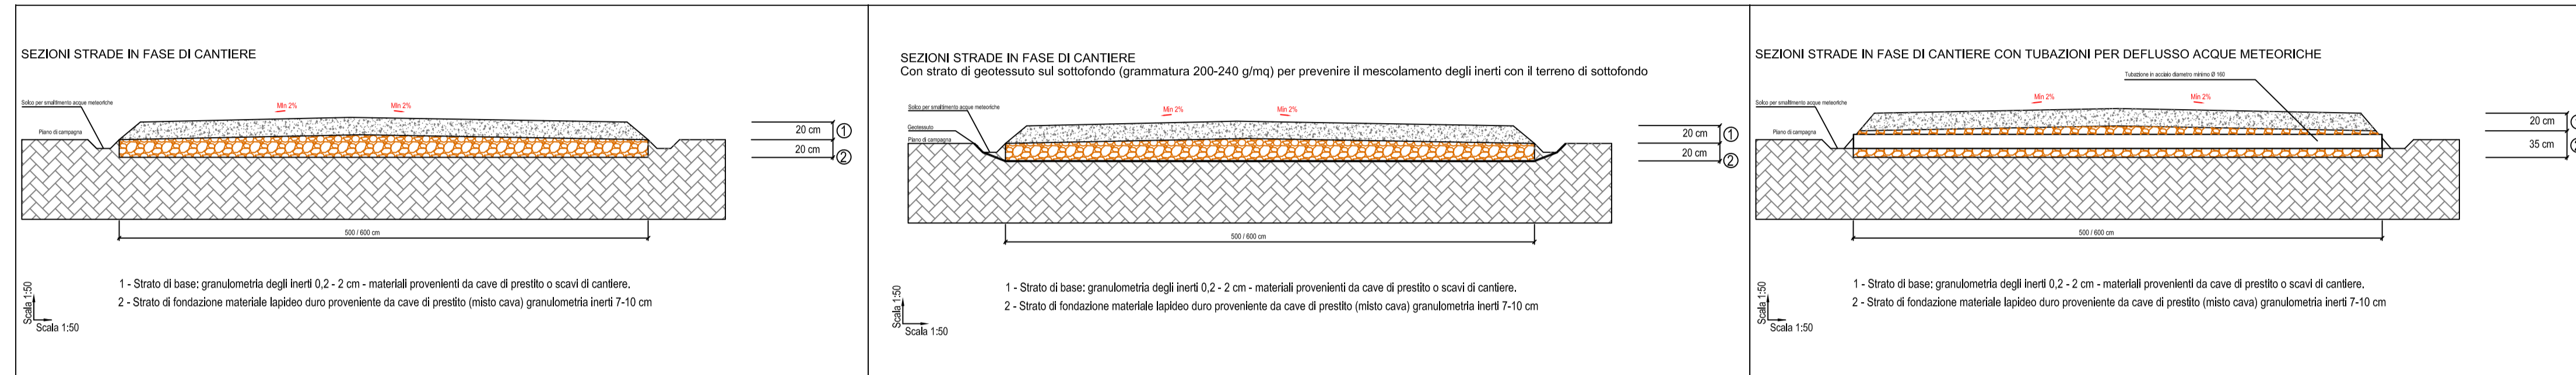 SEZIONI STRADE IN FASE DI CANTIERE
Solco per smaltimento acque meteoriche
Min 2%
Min 2%
Piano di campagna
20 cm
1
20 cm
2
500 / 600 cm
1 - Strato di base: granulometria degli inerti 0,2 - 2 cm - materiali provenienti da cave di prestito o scavi di cantiere.
2 - Strato di fondazione materiale lapideo duro proveniente da cave di prestito (misto cava) granulometria inerti 7-10 cm
Scala 1:50
Scala 1:50
SEZIONI STRADE IN FASE DI CANTIERE
Con strato di geotessuto sul sottofondo (grammatura 200-240 g/mq) per prevenire il mescolamento degli inerti con il terreno di sottofondo
Solco per smaltimento acque meteoriche
Min 2%
Min 2%
Geotessuto
Piano di campagna
20 cm
1
20 cm
2
500 / 600 cm
1 - Strato di base: granulometria degli inerti 0,2 - 2 cm - materiali provenienti da cave di prestito o scavi di cantiere.
2 - Strato di fondazione materiale lapideo duro proveniente da cave di prestito (misto cava) granulometria inerti 7-10 cm
Scala 1:50
Scala 1:50
SEZIONI STRADE IN FASE DI CANTIERE CON TUBAZIONI PER DEFLUSSO ACQUE METEORICHE
Tubazione in acciaio diametro minimo Ø 160
Solco per smaltimento acque meteoriche
Min 2%
Min 2%
Piano di campagna
20 cm
35 cm
500 / 600 cm
1 - Strato di base: granulometria degli inerti 0,2 - 2 cm - materiali provenienti da cave di prestito o scavi di cantiere.
2 - Strato di fondazione materiale lapideo duro proveniente da cave di prestito (misto cava) granulometria inerti 7-10 cm
Scala 1:50
Scala 1:50